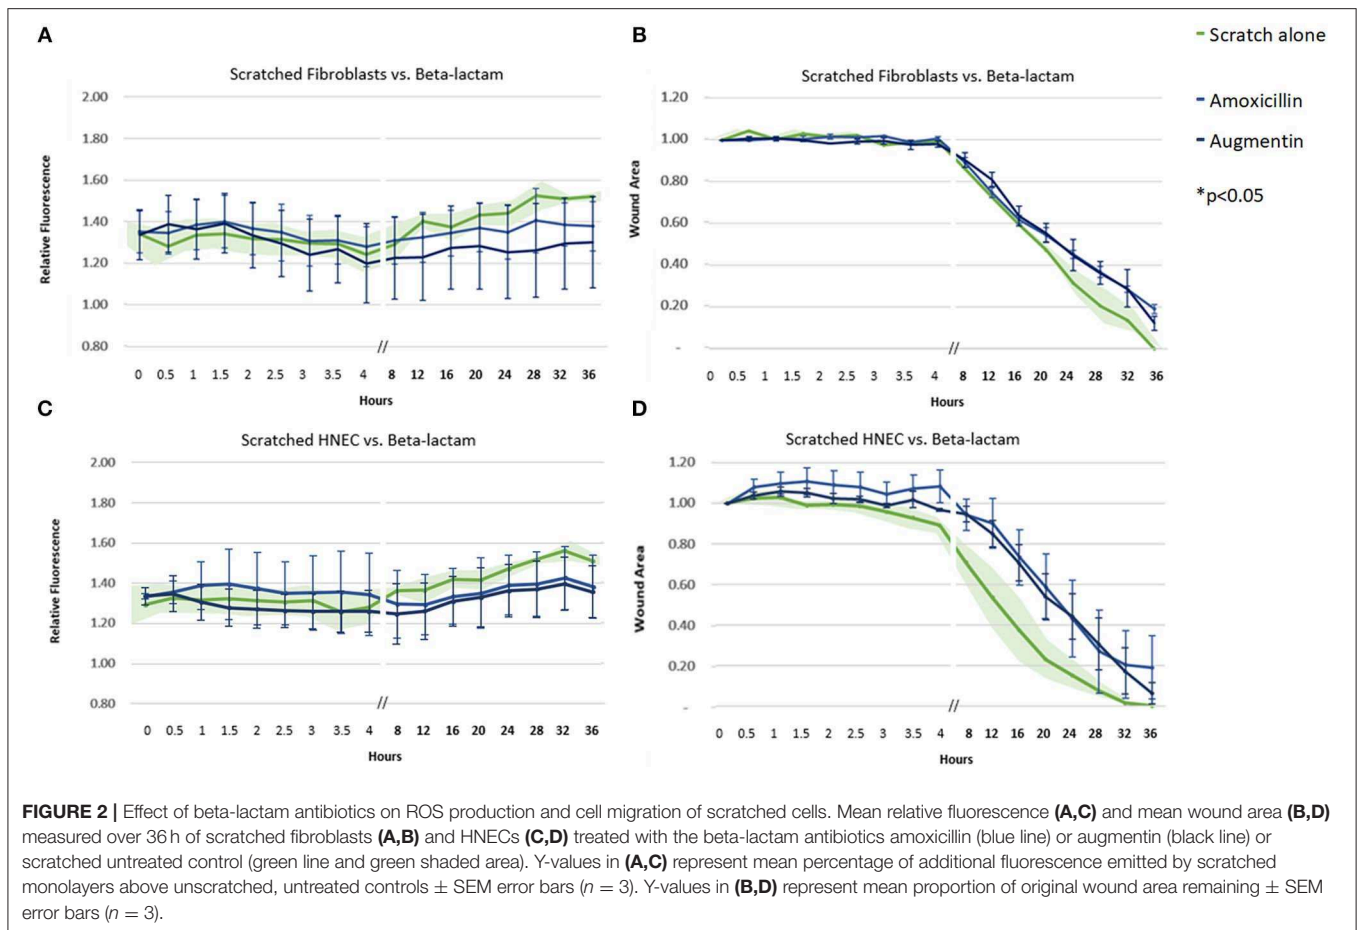 A
Scratched Fibroblasts vs. Beta-lactam
2.00
1.80
1.60
1.40
1.20
1.00
0.80
Relative Fluorescence
//
0 0.5 1 1.5 2 2.5 3 3.5 4 8 12 16 20 24 28 32 36
Hours
B
Scratched Fibroblasts vs. Beta-lactam
1.20
1.00
0.80
0.60
0.40
0.20
-
Wound Area
//
0 0.5 1 1.5 2 2.5 3 3.5 4 8 12 16 20 24 28 32 36
Hours
Scratch alone
Amoxicillin
Augmentin
*p<0.05
C
Scratched HNEC vs. Beta-lactam
2.00
1.80
1.60
1.40
1.20
1.00
0.80
Relative Fluorescence
//
0 0.5 1 1.5 2 2.5 3 3.5 4 8 12 16 20 24 28 32 36
Hours
D
Scratched HNEC vs. Beta-lactam
1.20
1.00
0.80
0.60
0.40
0.20
-
Wound Area
//
0 0.5 1 1.5 2 2.5 3 3.5 4 8 12 16 20 24 28 32 36
Hours
FIGURE 2 | Effect of beta-lactam antibiotics on ROS production and cell migration of scratched cells. Mean relative fluorescence (A,C) and mean wound area (B,D)
measured over 36 h of scratched fibroblasts (A,B) and HNECs (C,D) treated with the beta-lactam antibiotics amoxicillin (blue line) or augmentin (black line) or
scratched untreated control (green line and green shaded area). Y-values in (A,C) represent mean percentage of additional fluorescence emitted by scratched
monolayers above unscratched, untreated controls ± SEM error bars (n = 3). Y-values in (B,D) represent mean proportion of original wound area remaining ± SEM
error bars (n = 3).